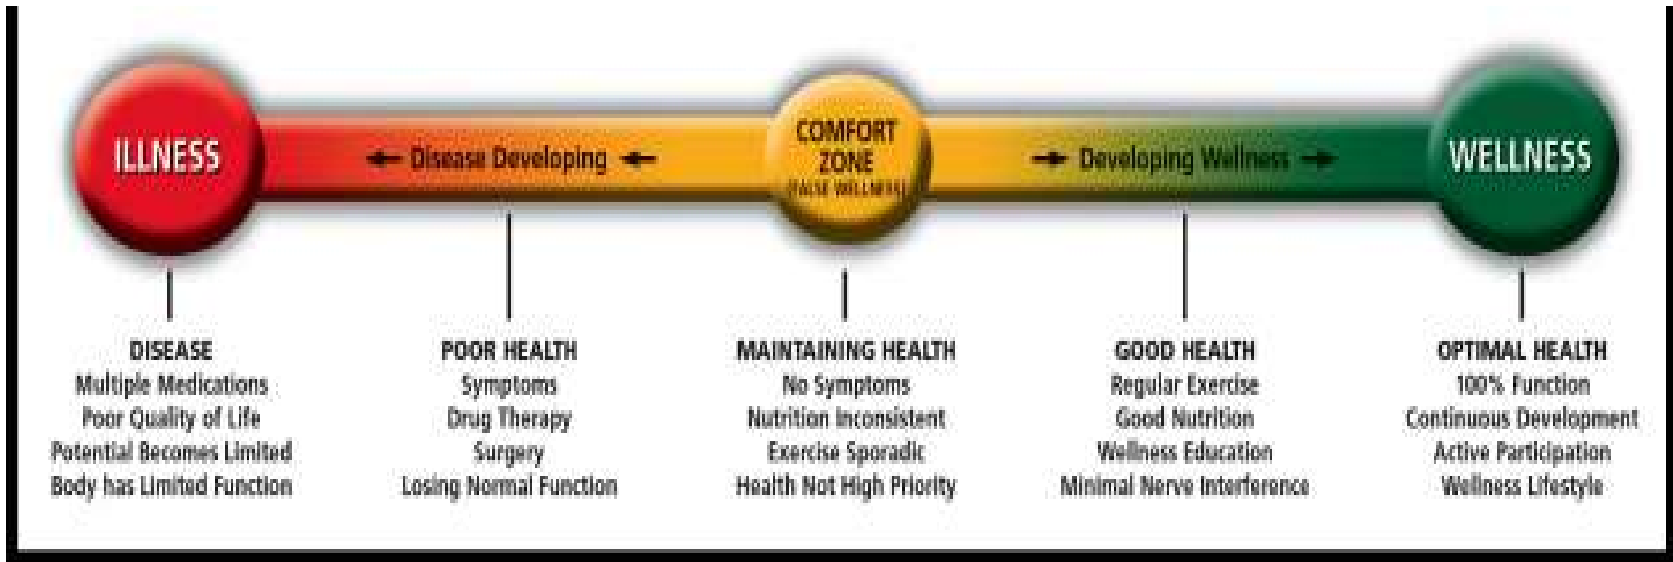 ILLNESS
← Disease Developing ←
COMFORT
ZONE
(FALSE WELLNESS)
→ Developing Wellness →
WELLNESS
DISEASE
Multiple Medications
Poor Quality of Life
Potential Becomes Limited
Body has Limited Function
POOR HEALTH
Symptoms
Drug Therapy
Surgery
Losing Normal Function
MAINTAINING HEALTH
No Symptoms
Nutrition Inconsistent
Exercise Sporadic
Health Not High Priority
GOOD HEALTH
Regular Exercise
Good Nutrition
Wellness Education
Minimal Nerve Interference
OPTIMAL HEALTH
100% Function
Continuous Development
Active Participation
Wellness Lifestyle